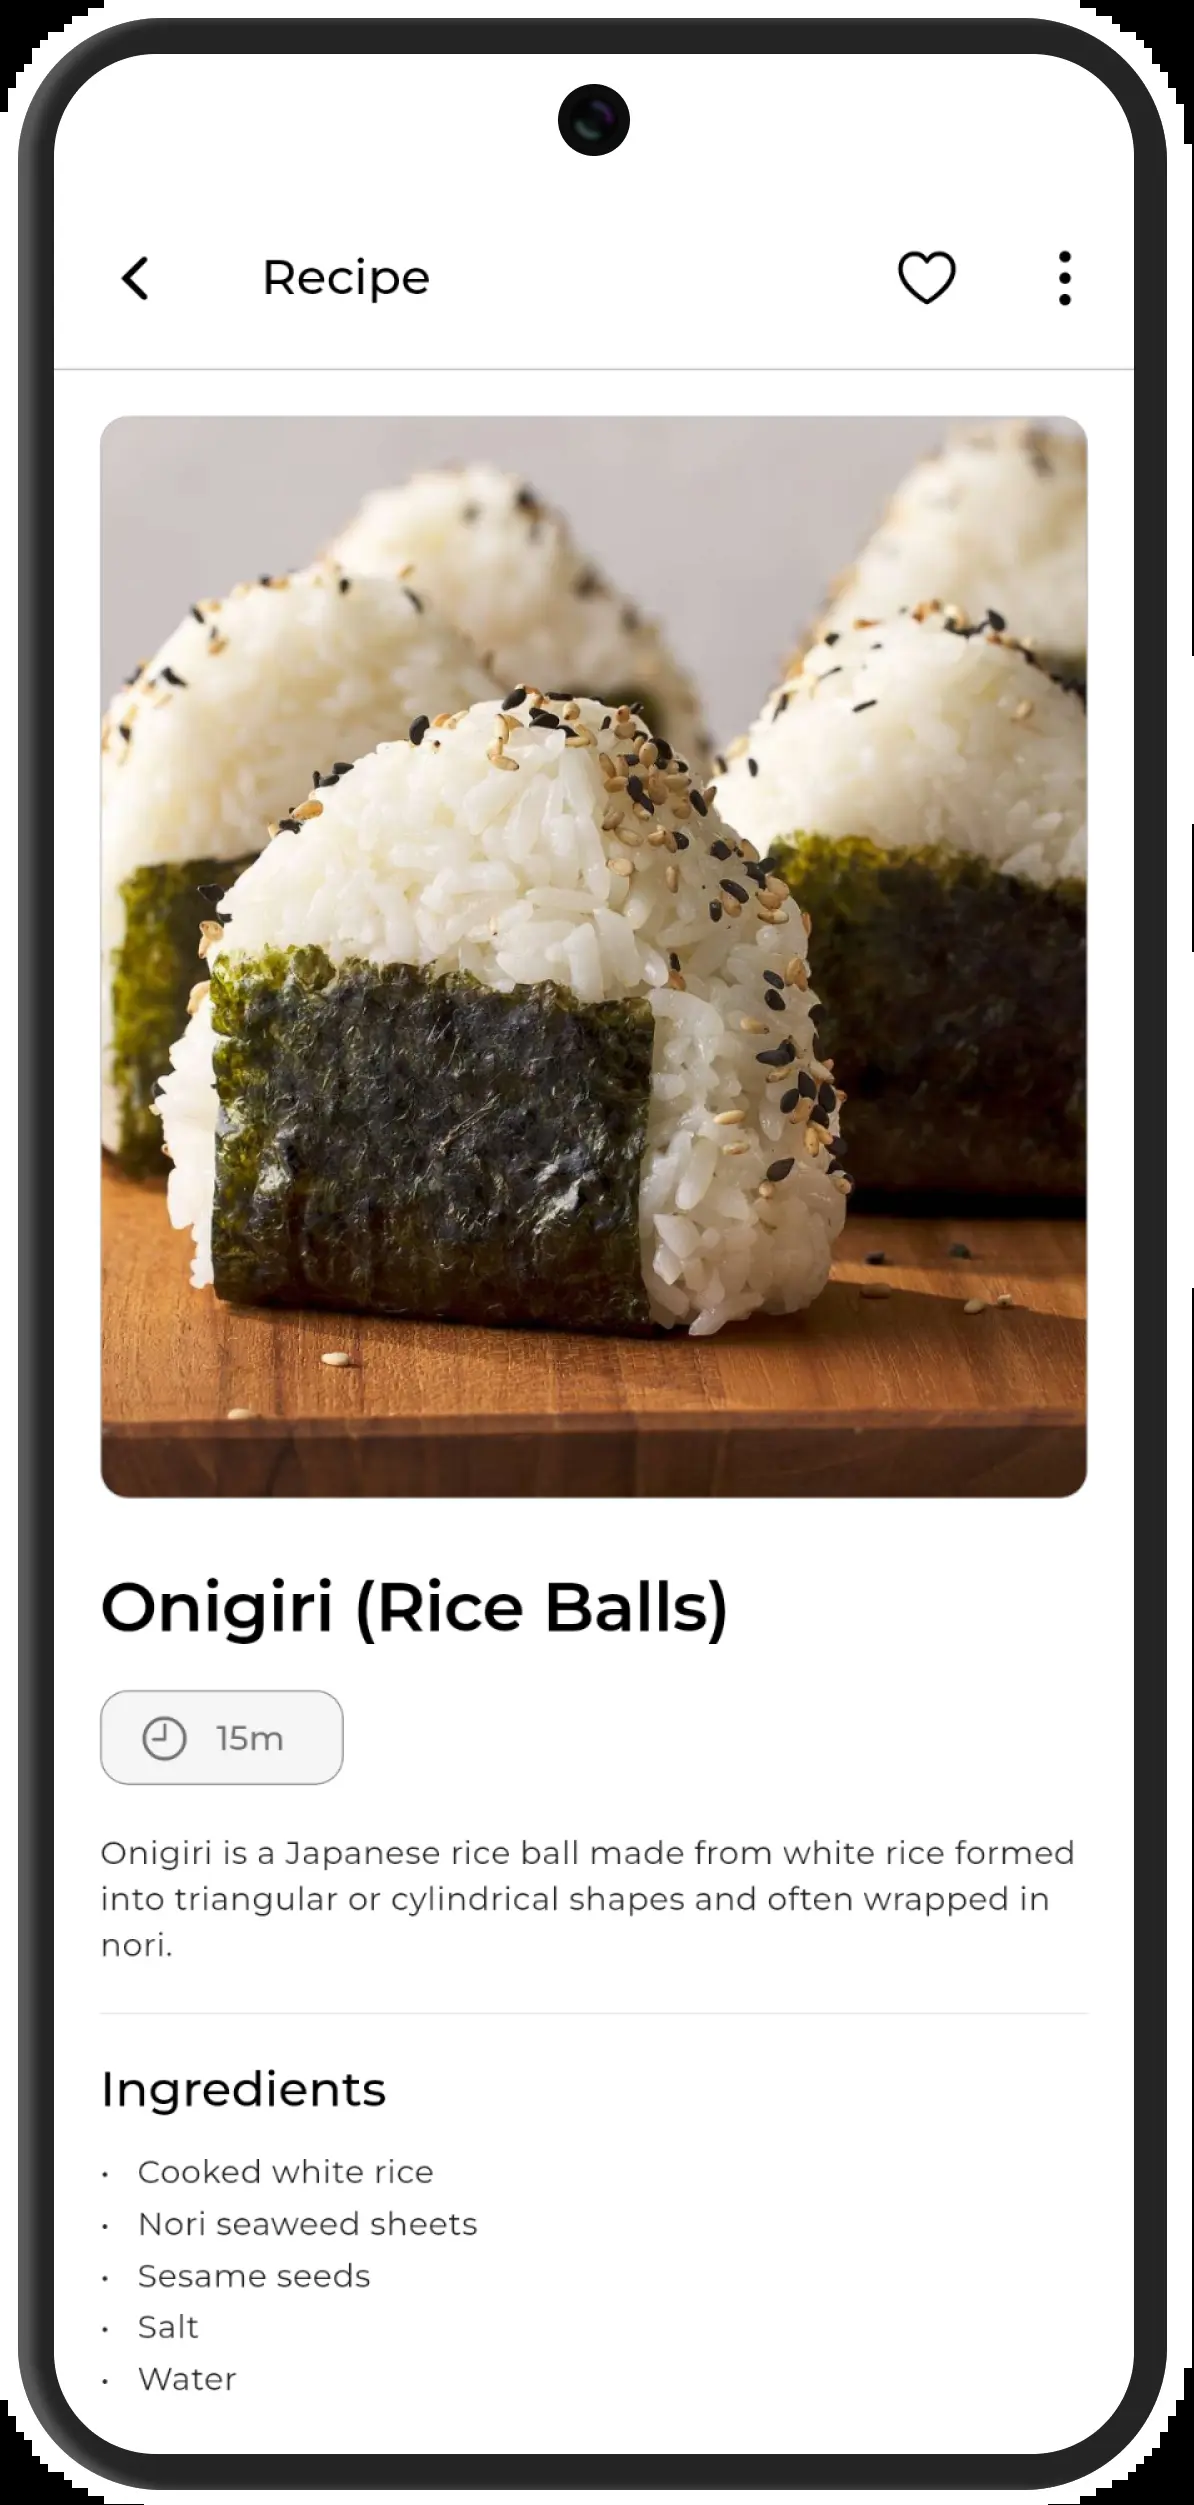 Recipe
Onigiri (Rice Balls)
15m
Onigiri is a Japanese rice ball made from white rice formed
into triangular or cylindrical shapes and often wrapped in
nori.
Ingredients
• Cooked white rice
• Nori seaweed sheets
• Sesame seeds
• Salt
• Water